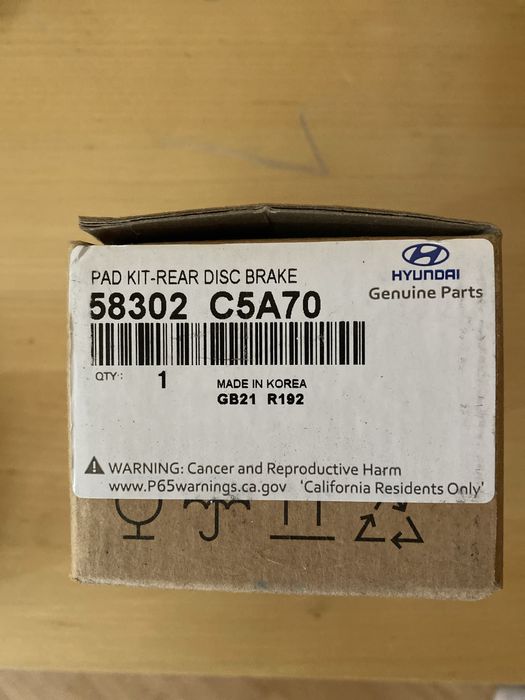 HYUNDAI
Genuine Parts
PAD KIT-REAR DISC BRAKE
58302 C5A70
QTY: 1
MADE IN KOREA
GB21 R192
WARNING: Cancer and Reproductive Harm
www.P65warnings.ca.gov 'California Residents Only'